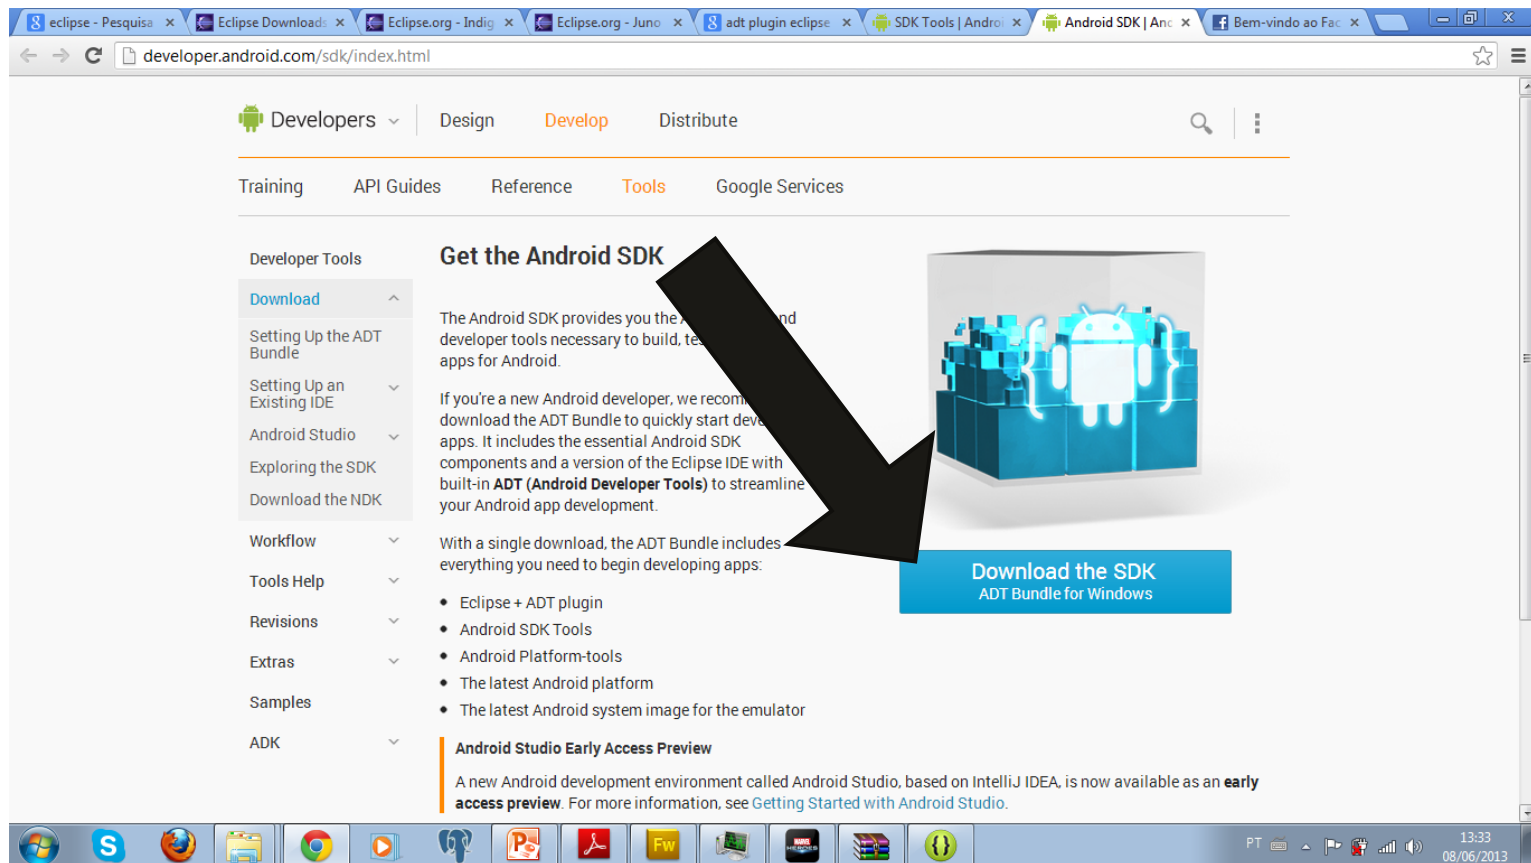 eclipse - Pesquisa
Eclipse Downloads
Eclipse.org - Indig
Eclipse.org - Juno
adt plugin eclipse
SDK Tools | Androi
Android SDK | Anc
Bem-vindo ao Fac
developer.android.com/sdk/index.html
Developers
Design
Develop
Distribute
Training
API Guides
Reference
Tools
Google Services
Developer Tools
Download
Setting Up the ADT
Bundle
Setting Up an
Existing IDE
Android Studio
Exploring the SDK
Download the NDK
Workflow
Tools Help
Revisions
Extras
Samples
ADK
Get the Android SDK
The Android SDK provides you the
developer tools necessary to build,
apps for Android.
If you're a new Android developer, we
download the ADT Bundle to quickly start
apps. It includes the essential Android SDK
components and a version of the Eclipse IDE with
built-in ADT (Android Developer Tools) to streamline
your Android app development.
With a single download, the ADT Bundle includes
everything you need to begin developing apps:
Eclipse + ADT plugin
Android SDK Tools
Android Platform-tools
The latest Android platform
The latest Android system image for the emulator
Download the SDK
ADT Bundle for Windows
Android Studio Early Access Preview
A new Android development environment called Android Studio, based on IntelliJ IDEA, is now available as an early
access preview. For more information, see Getting Started with Android Studio.
Fw
MARVEL
HEROES
PT
13:33
08/06/2013